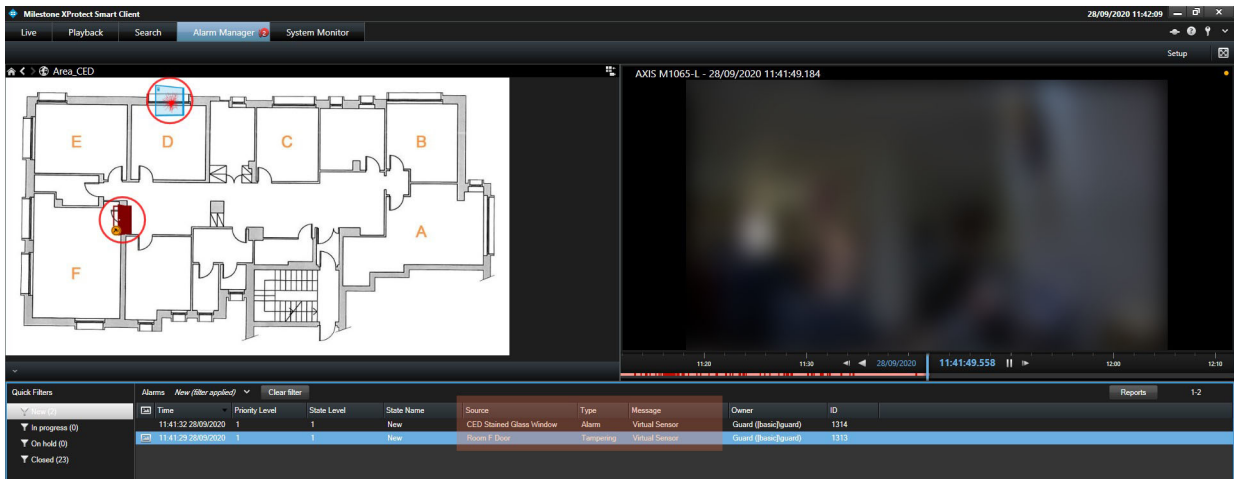 Milestone XProtect Smart Client
28/09/2020 11:42:09
Live Playback Search Alarm Manager 2 System Monitor
Setup
Area_CED
AXIS M1065-L - 28/09/2020 11:41:49.184
E
D
C
B
A
F
11:20 11:30 28/09/2020 11:41:49.558 12:00 12:10
Quick Filters
New (2)
In progress (0)
On hold (0)
Closed (23)
Alarms New (filter applied) Clear filter Reports 1-2
Time Priority Level State Level State Name Source Type Message Owner ID
11:41:32 28/09/2020 1 1 New CED Stained Glass Window Alarm Virtual Sensor Guard ([basic]\guard) 1314
11:41:29 28/09/2020 1 1 New Room F Door Tampering Virtual Sensor Guard ([basic]\guard) 1313